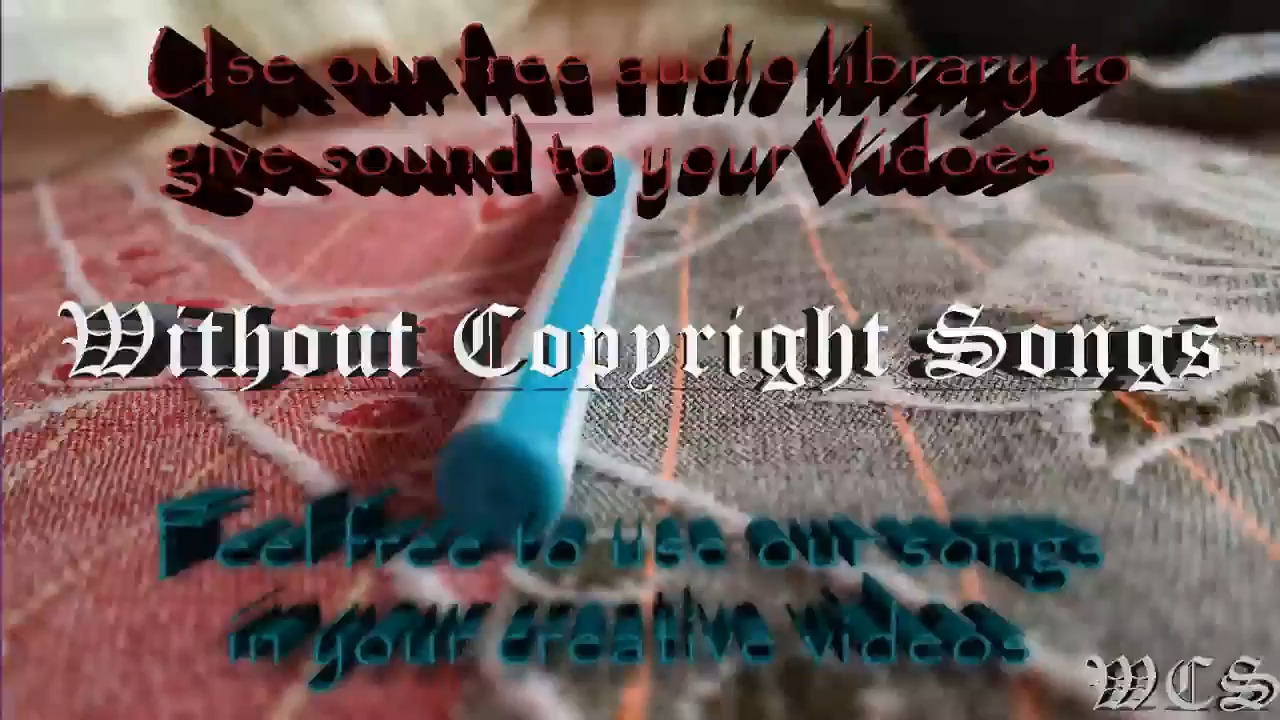 Use our free audio library to
give sound to your Vidoes
Without Copyright Songs
Feel free to use our songs
in your creative videos
WCS